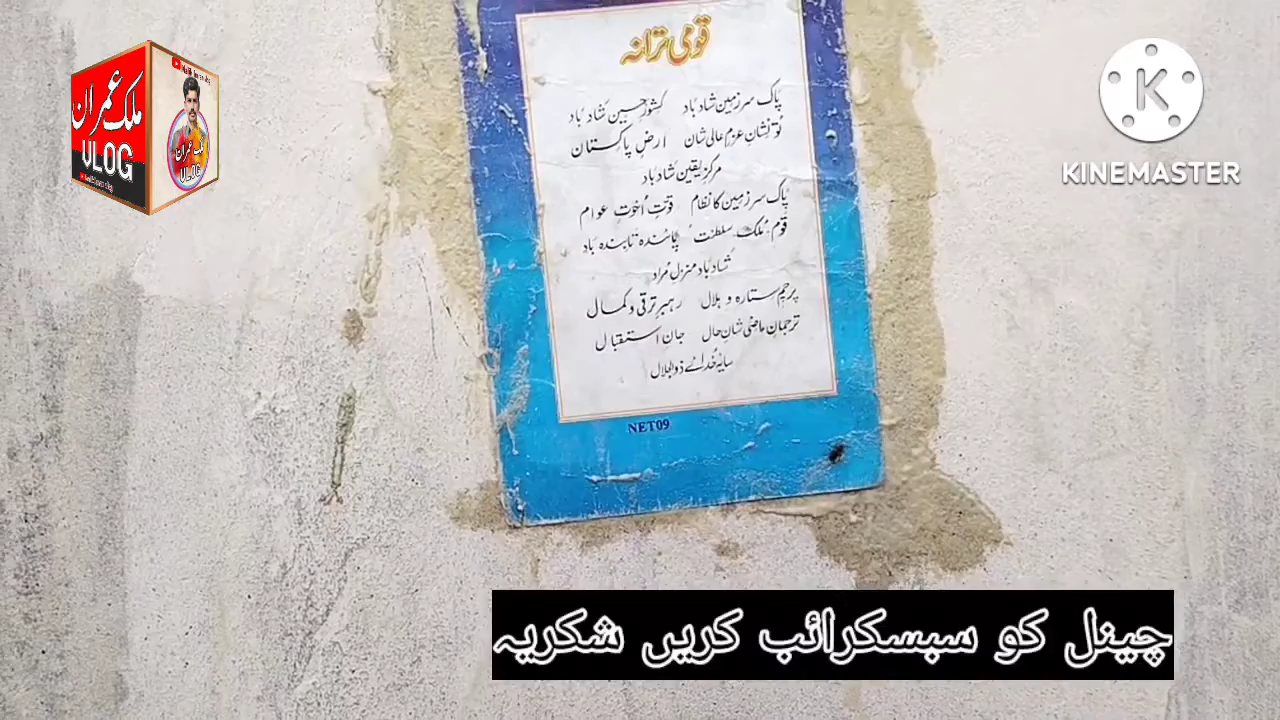 ملک عمران
VLOG
ملک عمران
VLOG
KINEMASTER
قومی ترانہ
پاک سرزمین شاد باد کشورِ حسین شاد باد
تو نشانِ عزمِ عالی شان ارضِ پاکستان
مرکزِ یقین شاد باد
پاک سرزمین کا نظام قوتِ اخوتِ عوام
قوم ملک سلطنت پائندہ تابندہ باد
شاد باد منزلِ مراد
پرچمِ ستارہ و ہلال رہبرِ ترقی و کمال
ترجمانِ ماضی شانِ حال جانِ استقبال
سایۂ خدائے ذوالجلال
NET09
چینل کو سبسکرائب کریں شکریہ